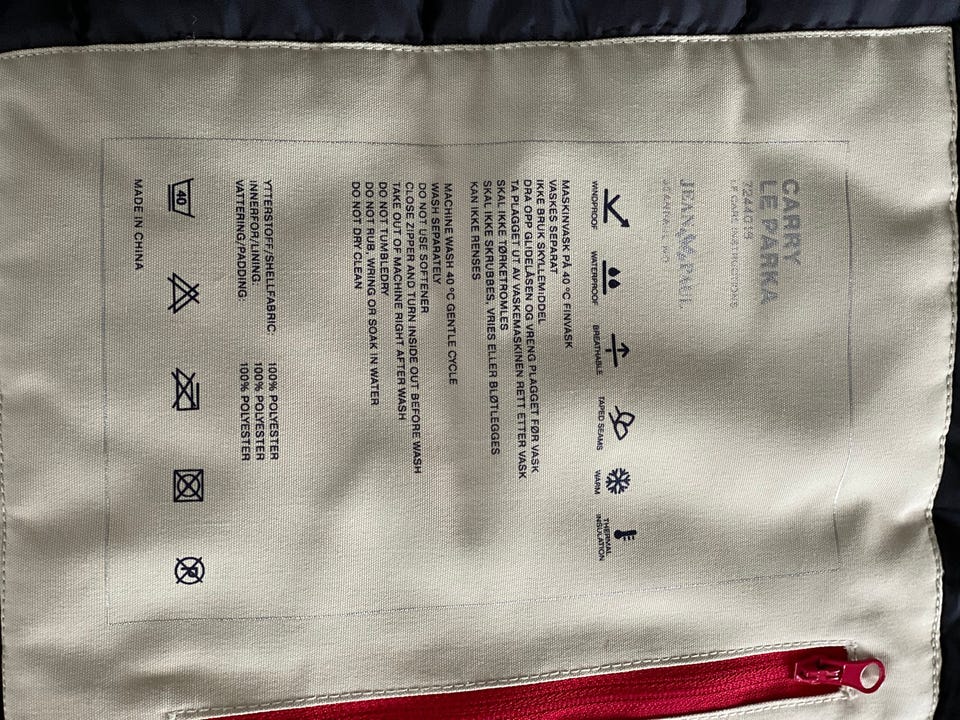 CARRY
LE PARKA
7244019
JEAN PAUL
WINDPROOF
WATERPROOF
BREATHABLE
TAPED SEAMS
WARM
THERMAL
INSULATION
MASKINVASK PÅ 40 ºC FINVASK
VASKES SEPARAT
IKKE BRUK SKYLLEMIDDEL
DRA OPP GLIDELÅSEN OG VRENG PLAGGET FØR VASK
TA PLAGGET UT AV VASKEMASKINEN RETT ETTER VASK
SKAL IKKE TØRKETROMLES
SKAL IKKE SKRUBBES, VRIES ELLER BLØTLEGGES
KAN IKKE RENSES
MACHINE WASH 40 ºC GENTLE CYCLE
WASH SEPARATELY
DO NOT USE SOFTENER
CLOSE ZIPPER AND TURN INSIDE OUT BEFORE WASH
TAKE OUT OF MACHINE RIGHT AFTER WASH
DO NOT TUMBLEDRY
DO NOT RUB, WRING OR SOAK IN WATER
DO NOT DRY CLEAN
YTTERSTOFF/SHELLFABRIC: 100% POLYESTER
INNERFOR/LINING: 100% POLYESTER
VATTERING/PADDING: 100% POLYESTER
40
P
MADE IN CHINA